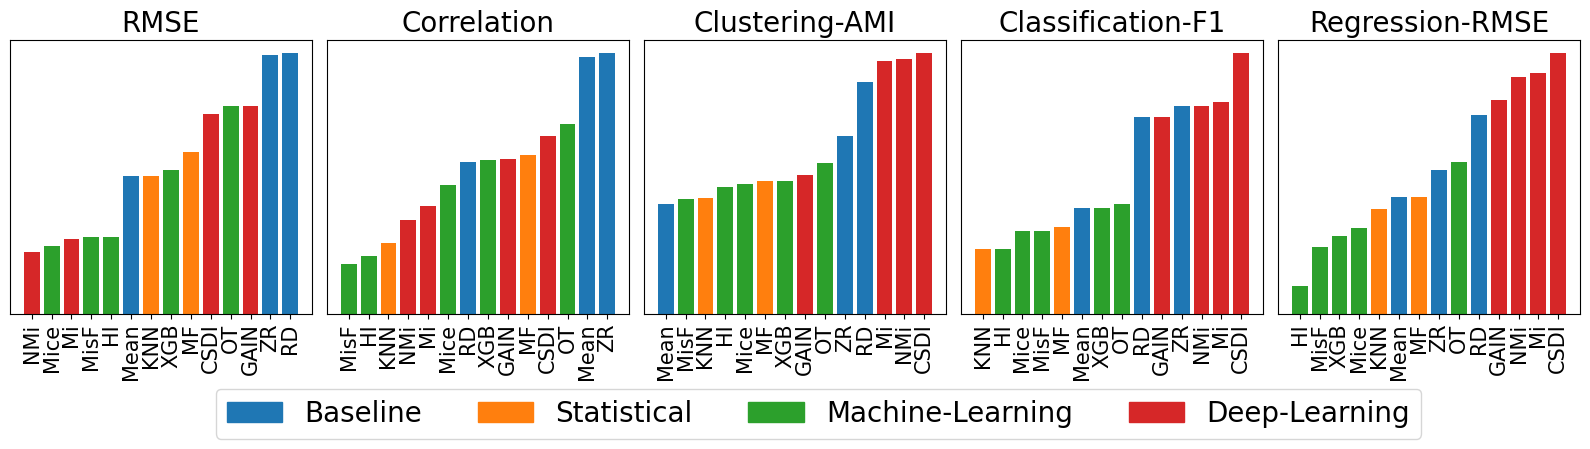 RMSE
NMi
Mice
Mi
MisF
HI
Mean
KNN
XGB
MF
CSDI
OT
GAIN
ZR
RD
Correlation
MisF
HI
KNN
NMi
Mi
Mice
RD
XGB
GAIN
MF
CSDI
OT
Mean
ZR
Clustering-AMI
Mean
MisF
KNN
HI
Mice
MF
XGB
GAIN
OT
ZR
RD
Mi
NMi
CSDI
Classification-F1
KNN
HI
Mice
MisF
MF
Mean
XGB
OT
RD
GAIN
ZR
NMi
Mi
CSDI
Regression-RMSE
HI
MisF
XGB
Mice
KNN
Mean
MF
ZR
OT
RD
GAIN
NMi
Mi
CSDI
Baseline
Statistical
Machine-Learning
Deep-Learning